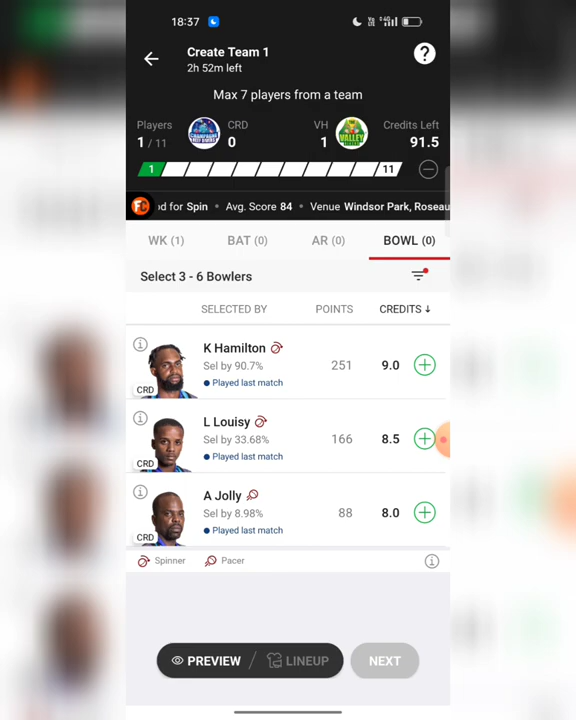 18:37
Create Team 1
2h 52m left
Max 7 players from a team
Players
CRD
VH
Credits Left
1 / 11
0
1
91.5
1
11
d for Spin • Avg. Score 84 • Venue Windsor Park, Roseau
WK (1)
BAT (0)
AR (0)
BOWL (0)
Select 3 - 6 Bowlers
SELECTED BY
POINTS
CREDITS ↓
K Hamilton
Sel by 90.7%
251
9.0
Played last match
CRD
L Louisy
Sel by 33.68%
166
8.5
Played last match
CRD
A Jolly
Sel by 8.98%
88
8.0
Played last match
CRD
Spinner
Pacer
PREVIEW / LINEUP
NEXT